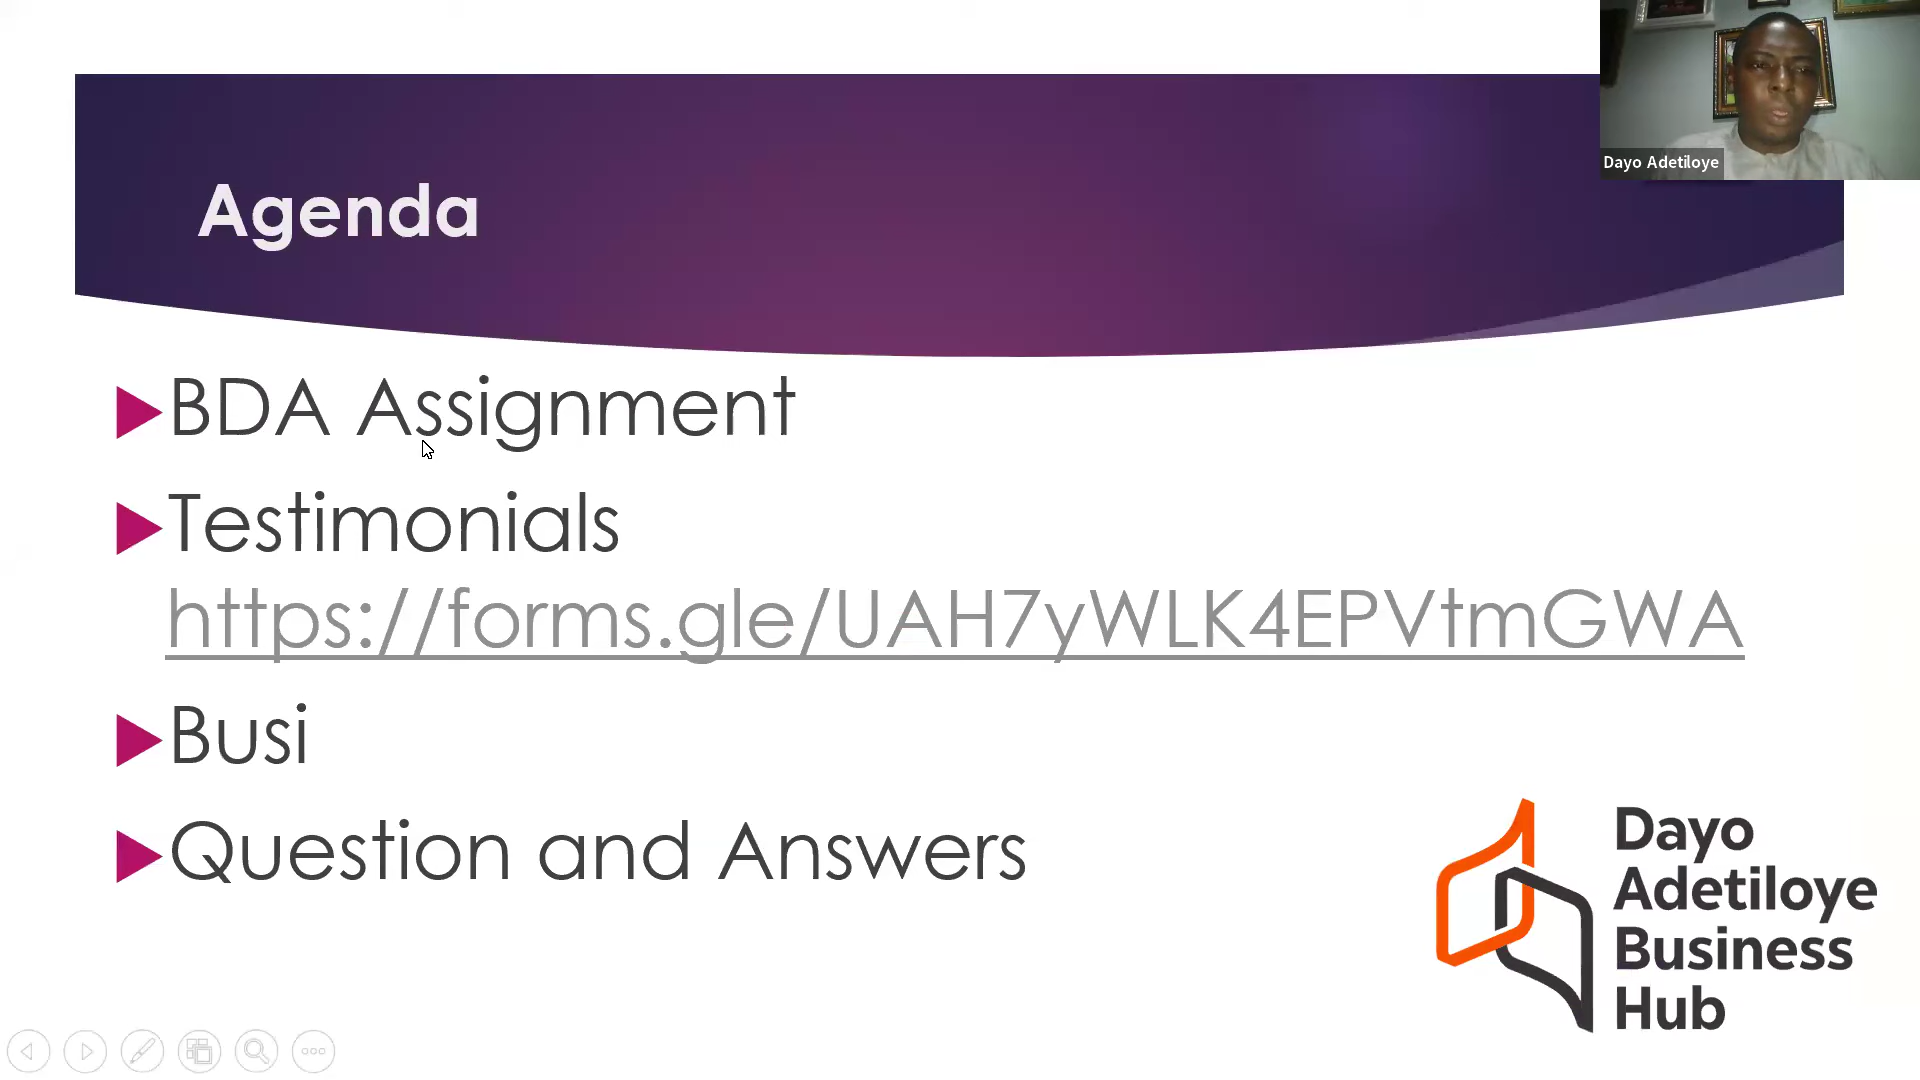 Dayo Adetiloye
Agenda
BDA Assignment
Testimonials
https://forms.gle/UAH7yWLK4EPVtmGWA
Busi
Question and Answers
Dayo
Adetiloye
Business
Hub